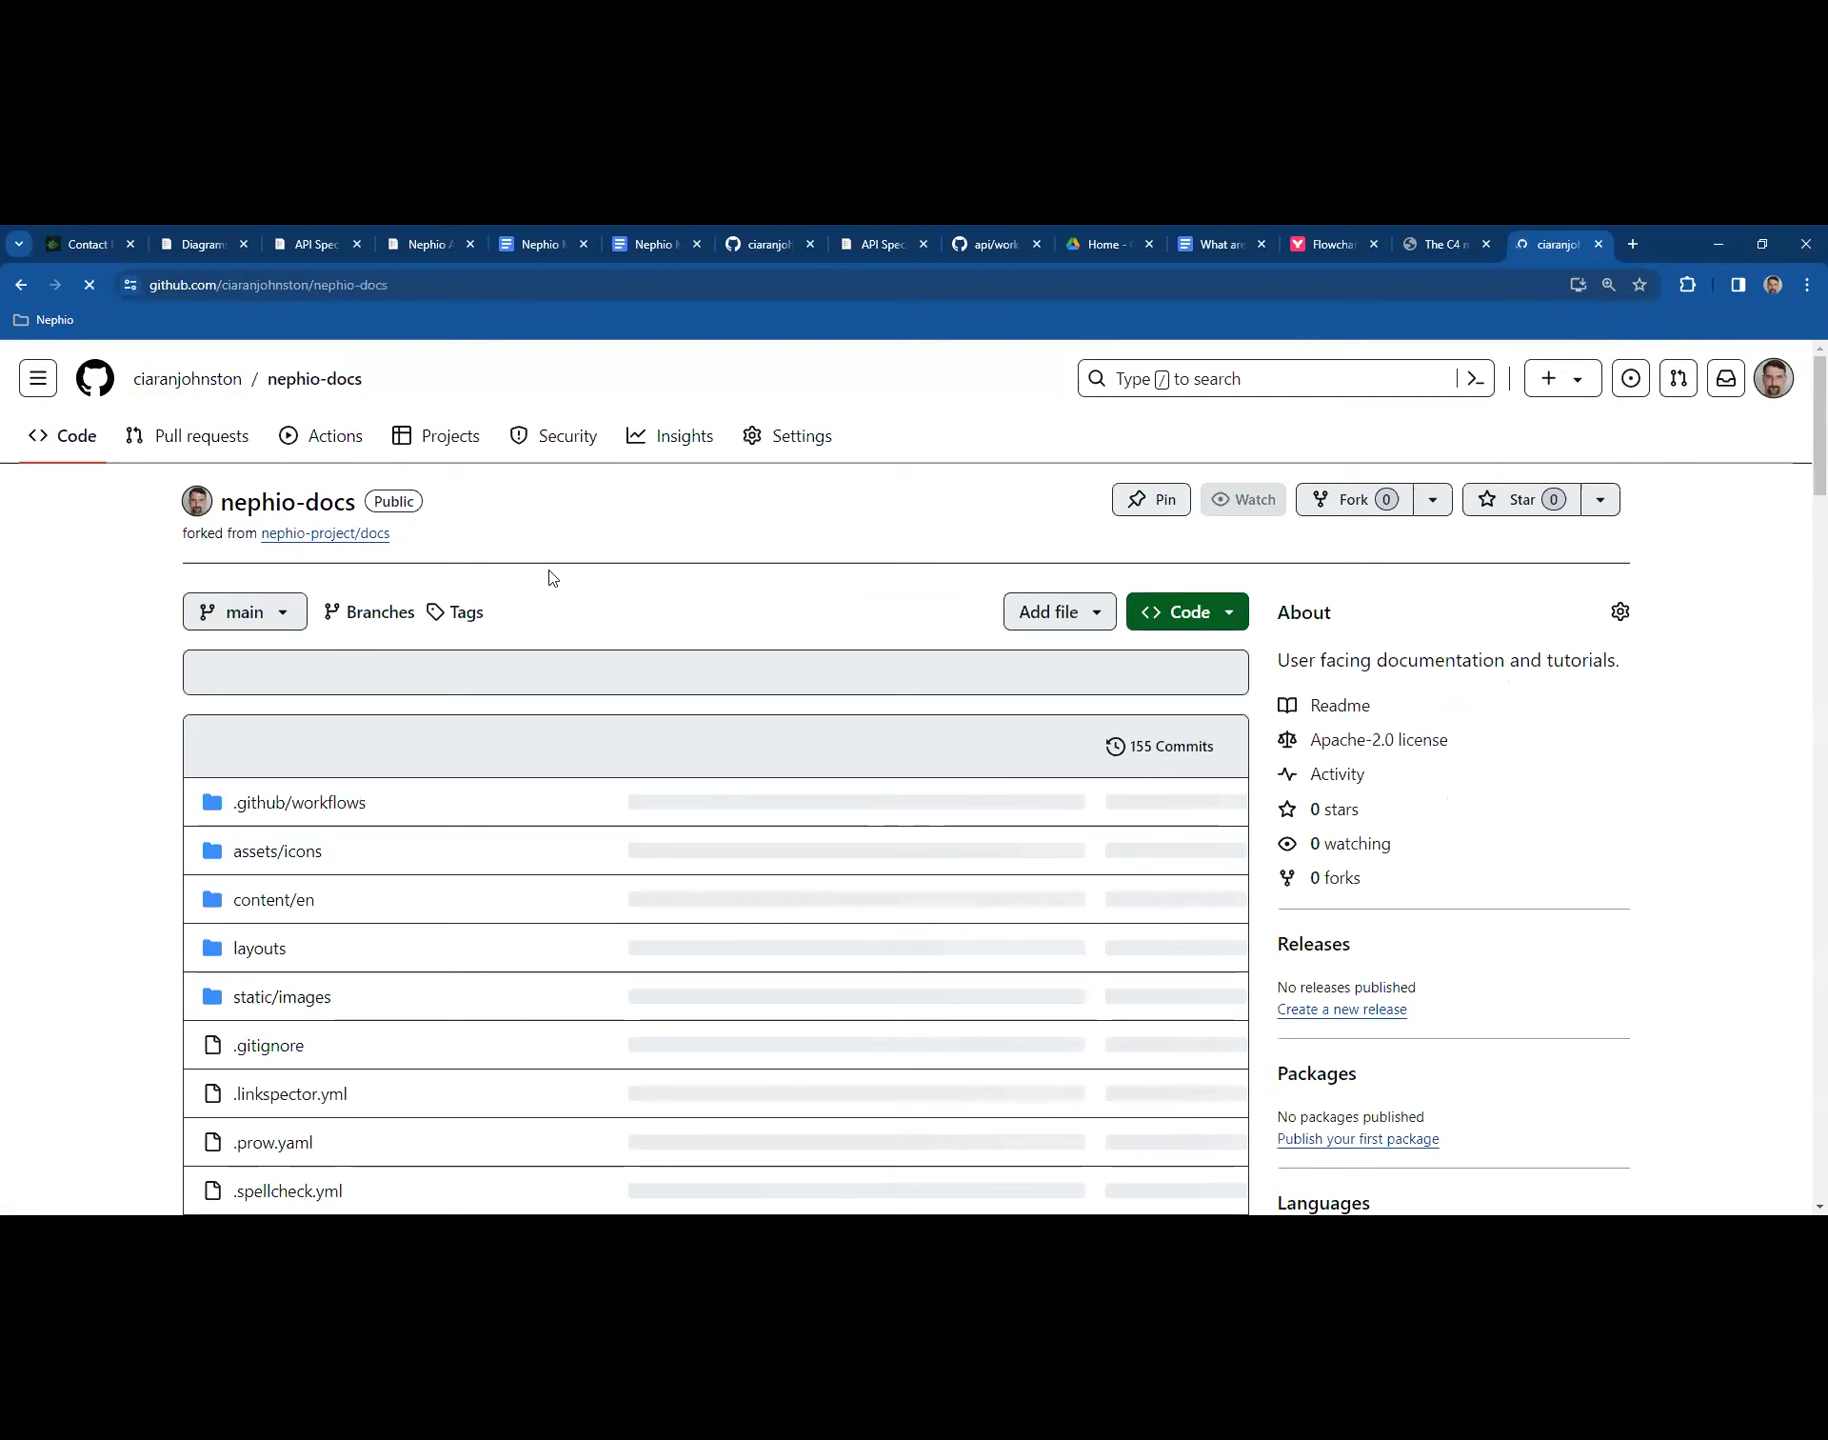 Contact
Diagram
API Spec
Nephio A
Nephio
Nephio
ciaranjoh
API Spec
api/work
Home -
What are
Flowchar
The C4 m
ciaranjo
github.com/ciaranjohnston/nephio-docs
Nephio
ciaranjohnston / nephio-docs
Type / to search
Code
Pull requests
Actions
Projects
Security
Insights
Settings
nephio-docs Public
Pin
Watch
Fork 0
Star 0
forked from nephio-project/docs
main
Branches
Tags
Add file
Code
About
User facing documentation and tutorials.
Readme
Apache-2.0 license
Activity
0 stars
0 watching
0 forks
155 Commits
.github/workflows
assets/icons
content/en
layouts
static/images
.gitignore
.linkspector.yml
.prow.yaml
.spellcheck.yml
Releases
No releases published
Create a new release
Packages
No packages published
Publish your first package
Languages